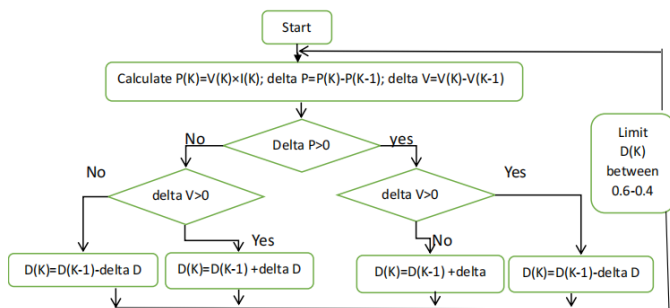 Start
Calculate P(K)=V(K)×I(K); delta P=P(K)-P(K-1); delta V=V(K)-V(K-1)
No
Delta P>0
yes
Limit
D(K)
between
0.6-0.4
No
delta V>0
Yes
delta V>0
Yes
No
D(K)=D(K-1)-delta D
D(K)=D(K-1) +delta D
D(K)=D(K-1) +delta
D(K)=D(K-1)-delta D